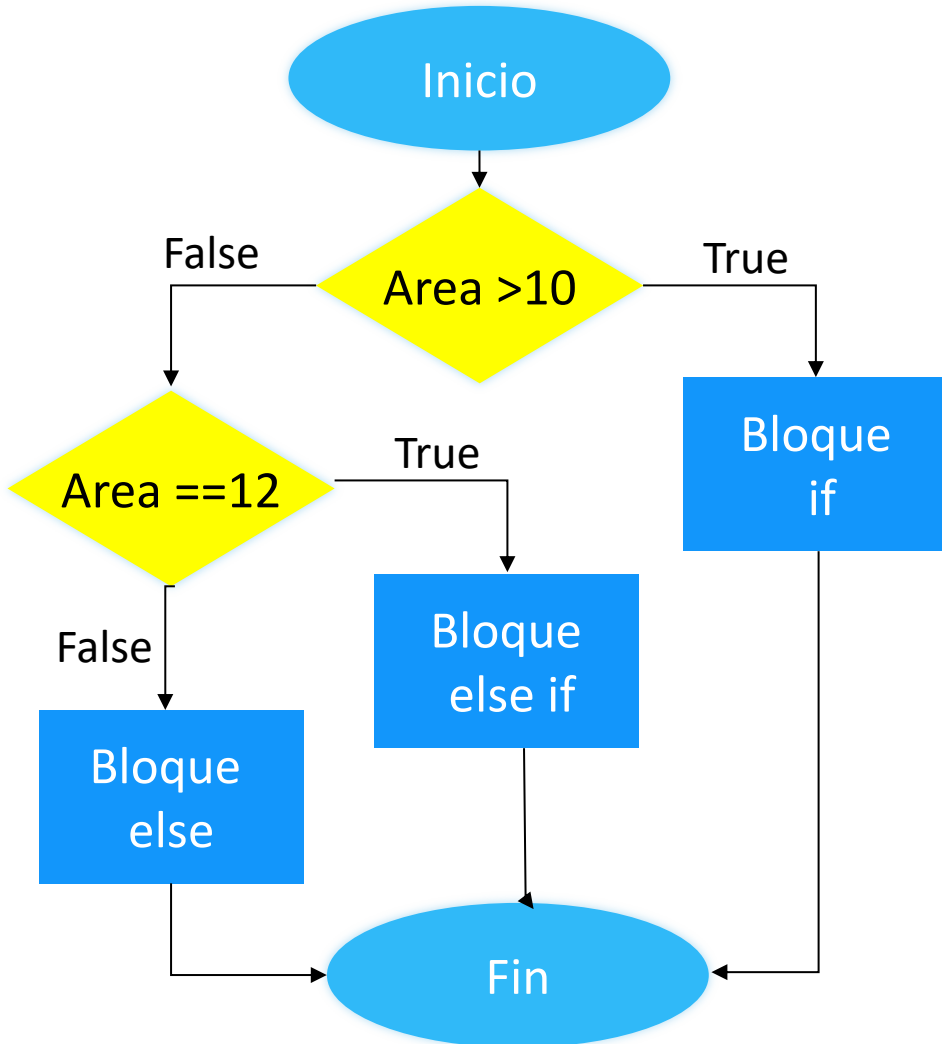 Inicio
False
True
Area >10
Bloque
if
True
Area ==12
Bloque
else if
False
Bloque
else
Fin